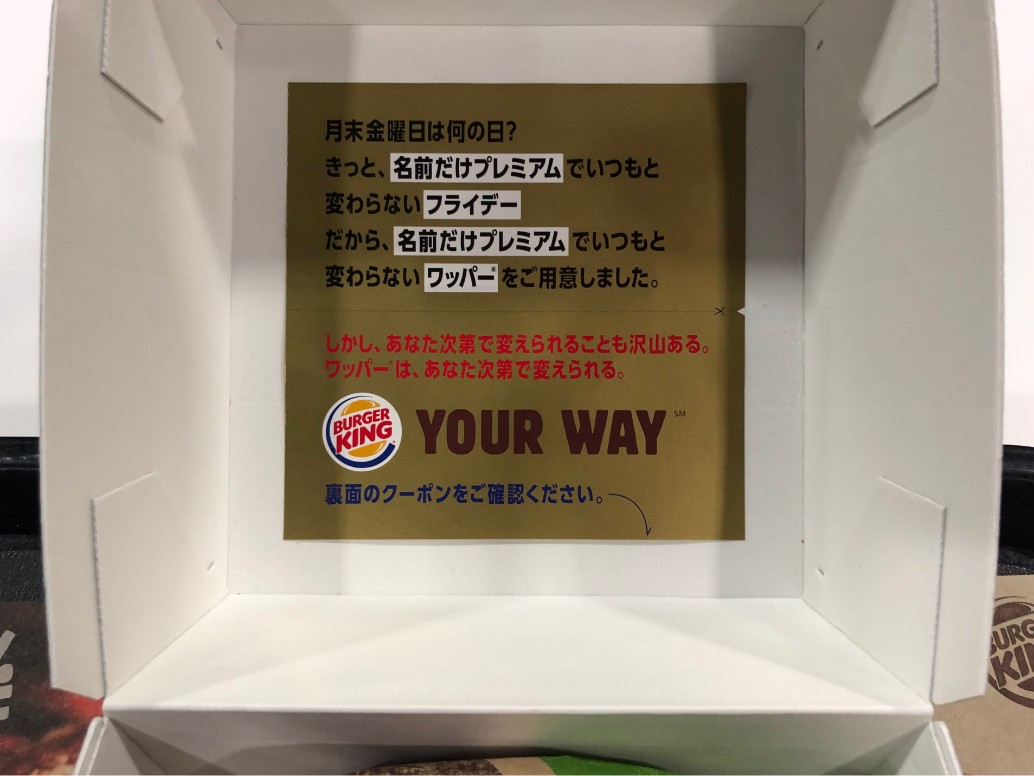 月末金曜日は何の日?
きっと、名前だけプレミアムでいつもと
変わらないフライデー
だから、名前だけプレミアムでいつもと
変わらないワッパー®をご用意しました。
しかし、あなた次第で変えられることも沢山ある。
ワッパー®は、あなた次第で変えられる。
BURGER
KING
YOUR WAY℠
裏面のクーポンをご確認ください。